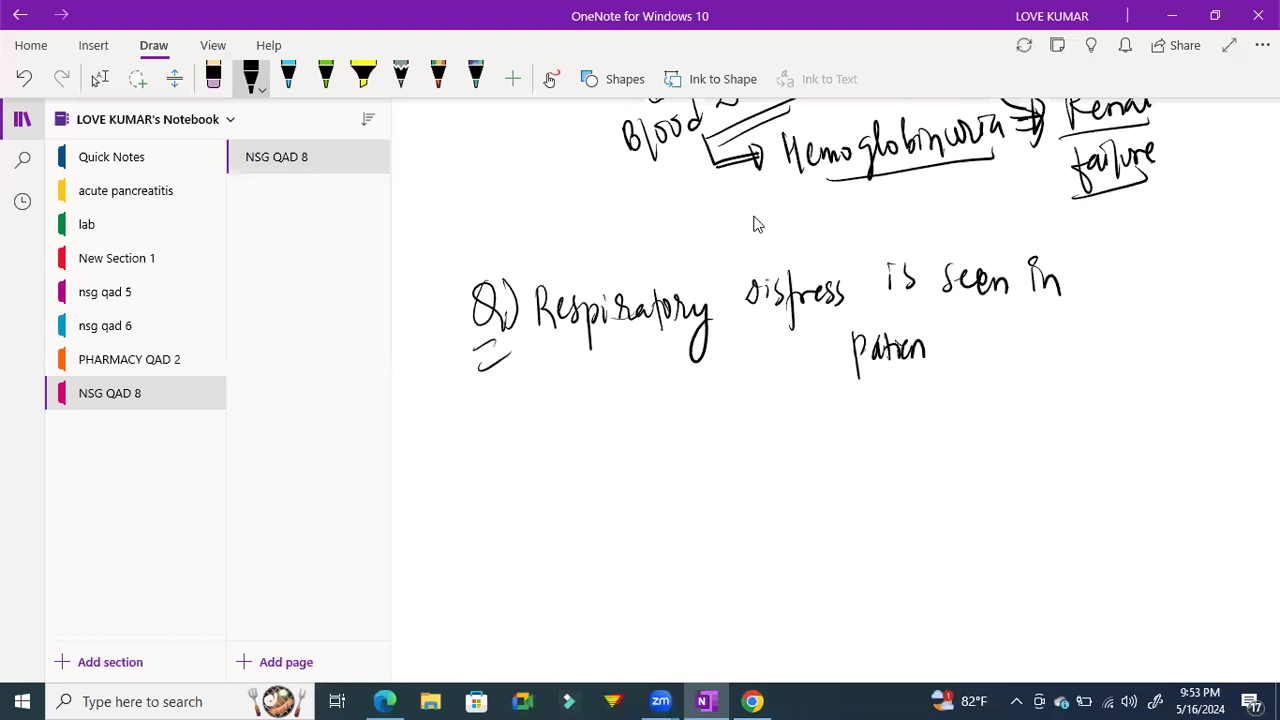 OneNote for Windows 10
LOVE KUMAR
Home Insert Draw View Help
Share
Shapes Ink to Shape Ink to Text
LOVE KUMAR's Notebook
Quick Notes
acute pancreatitis
lab
New Section 1
nsg qad 5
nsg qad 6
PHARMACY QAD 2
NSG QAD 8
Add section
NSG QAD 8
Add page
Blood
Hemoglobinuria
Renal
failure
Q) Respiratory Distress is seen in
patien
Type here to search
zm
82°F
9:53 PM
5/16/2024
17